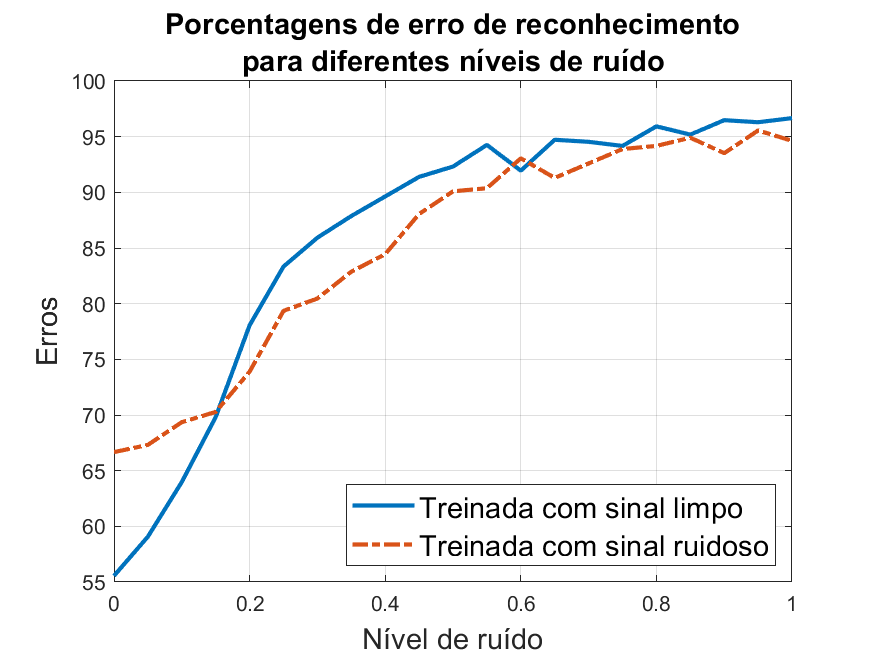 Porcentagens de erro de reconhecimento
para diferentes níveis de ruído
100
95
90
85
80
75
70
65
60
55
Erros
0 0.2 0.4 0.6 0.8 1
Nível de ruído
Treinada com sinal limpo
Treinada com sinal ruidoso